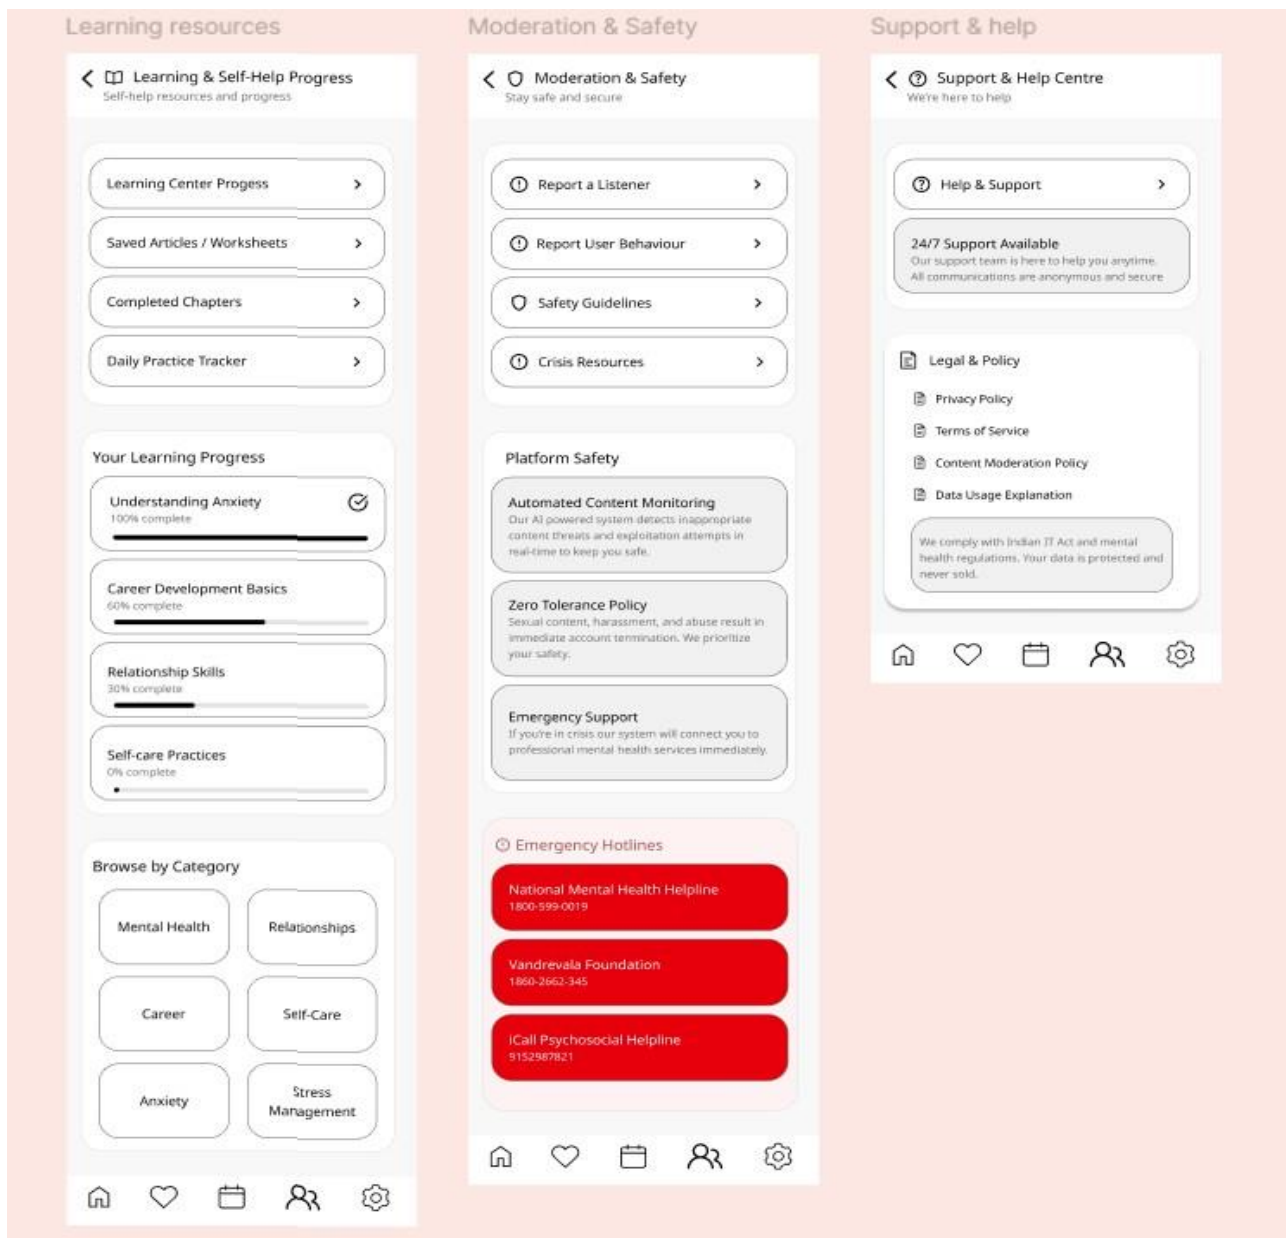 Learning resources
Learning & Self-Help Progress
Self-help resources and progress
Learning Center Progess
Saved Articles / Worksheets
Completed Chapters
Daily Practice Tracker
Your Learning Progress
Understanding Anxiety
100% complete
Career Development Basics
60% complete
Relationship Skills
30% complete
Self-care Practices
0% complete
Browse by Category
Mental Health
Relationships
Career
Self-Care
Anxiety
Stress
Management
Moderation & Safety
Moderation & Safety
Stay safe and secure
Report a Listener
Report User Behaviour
Safety Guidelines
Crisis Resources
Platform Safety
Automated Content Monitoring
Our AI powered system detects inappropriate
content threats and exploitation attempts in
real-time to keep you safe.
Zero Tolerance Policy
Sexual content, harassment, and abuse result in
immediate account termination. We prioritize
your safety.
Emergency Support
If you're in crisis our system will connect you to
professional mental health services immediately.
Emergency Hotlines
National Mental Health Helpline
1800-599-0019
Vandrevala Foundation
1860-2662-345
iCall Psychosocial Helpline
9152987821
Support & help
Support & Help Centre
We're here to help
Help & Support
24/7 Support Available
Our support team is here to help you anytime.
All communications are anonymous and secure
Legal & Policy
Privacy Policy
Terms of Service
Content Moderation Policy
Data Usage Explanation
We comply with Indian IT Act and mental
health regulations. Your data is protected and
never sold.